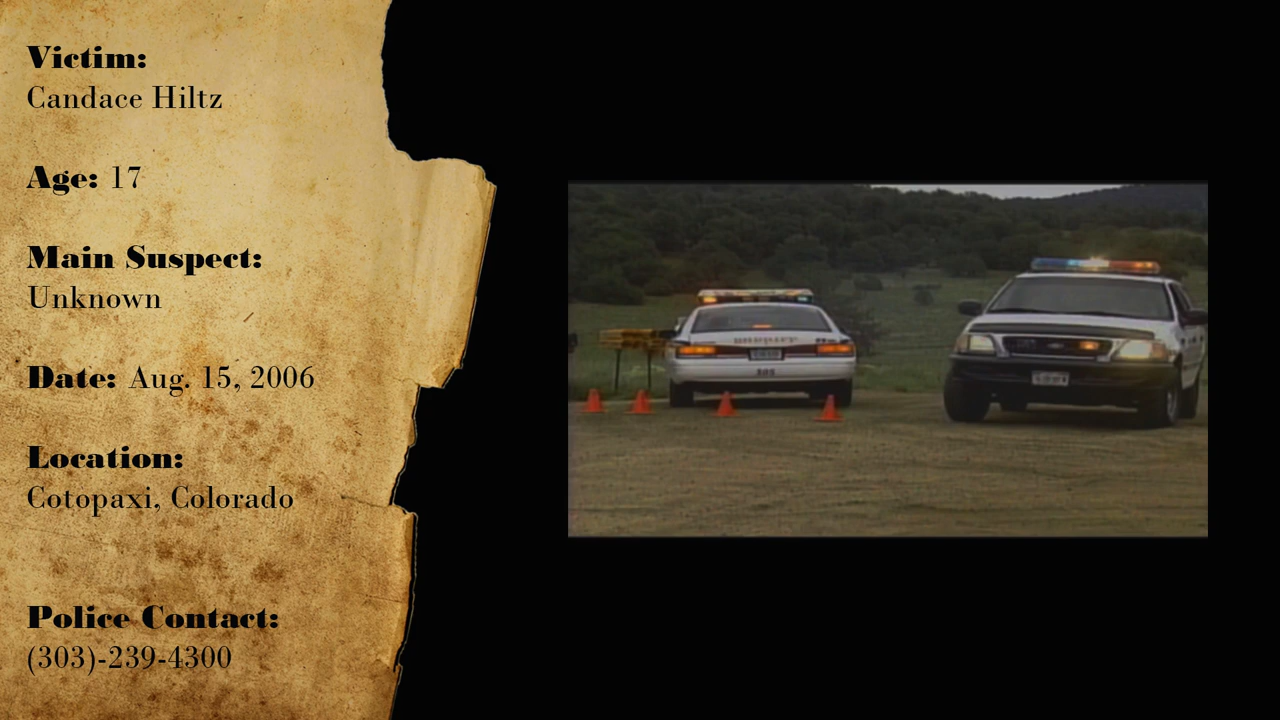 Victim:
Candace Hiltz
Age: 17
Main Suspect:
Unknown
Date: Aug. 15, 2006
Location:
Cotopaxi, Colorado
Police Contact:
(303)-239-4300
SHERIFF